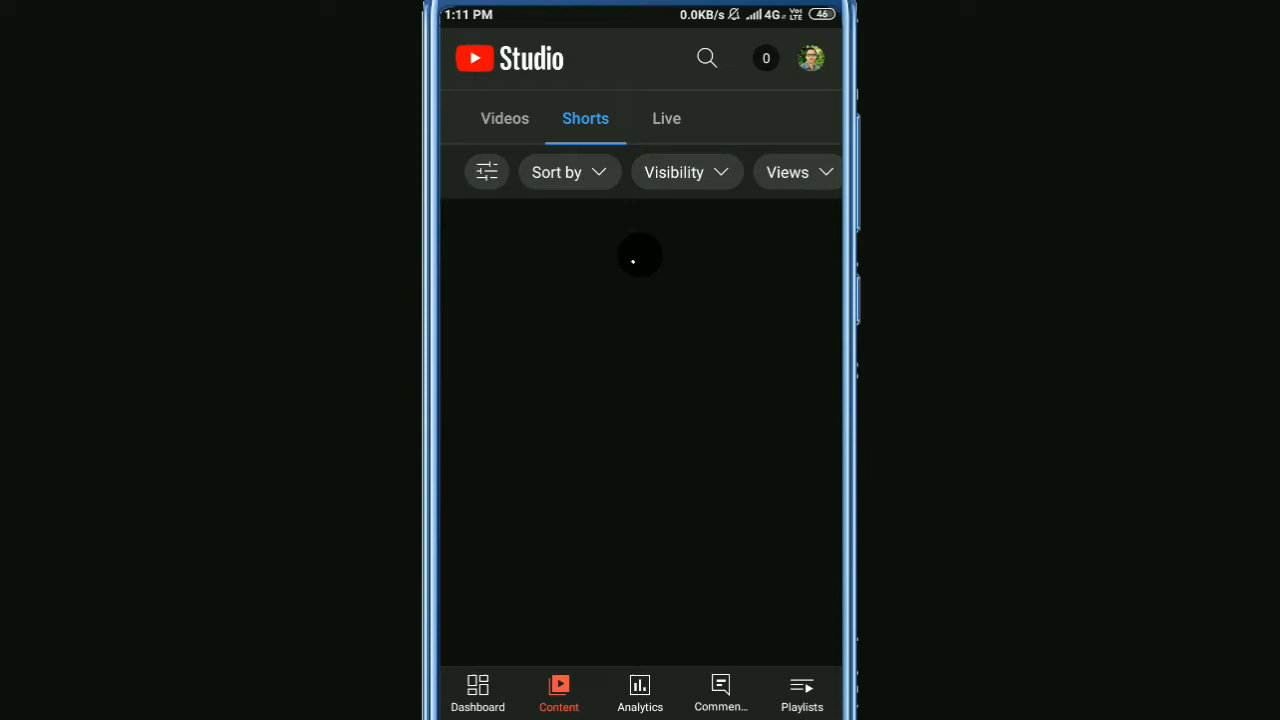 1:11 PM 0.0KB/s 4G VoLTE 46
Studio 0
Videos Shorts Live
Sort by Visibility Views
Dashboard Content Analytics Commen... Playlists